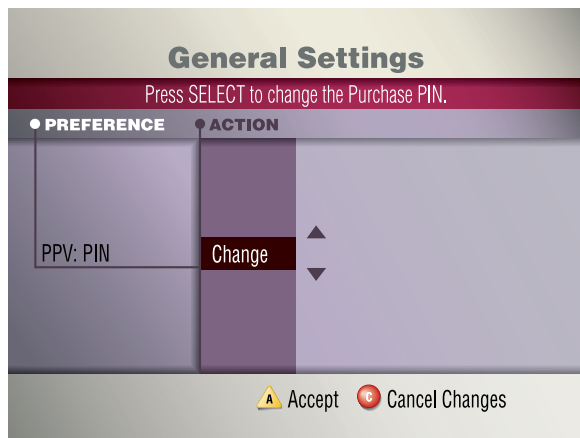 General Settings
Press SELECT to change the Purchase PIN.
PREFERENCE ACTION
PPV: PIN Change
A Accept C Cancel Changes